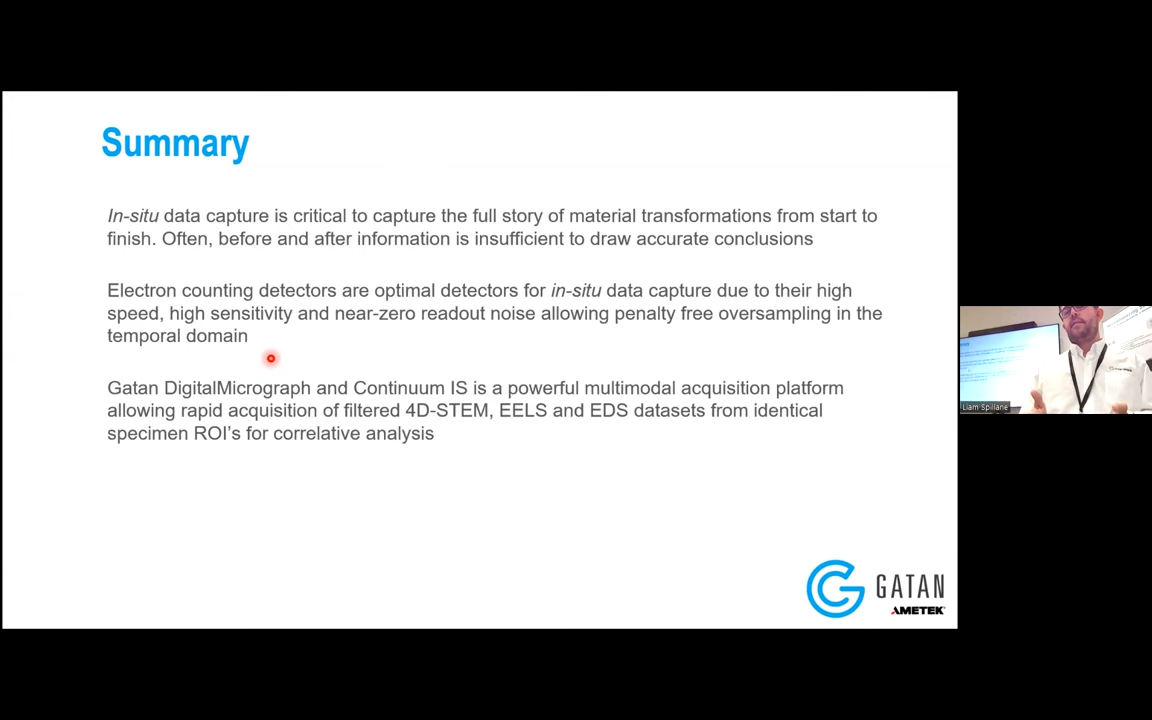 Summary
In-situ data capture is critical to capture the full story of material transformations from start to
finish. Often, before and after information is insufficient to draw accurate conclusions
Electron counting detectors are optimal detectors for in-situ data capture due to their high
speed, high sensitivity and near-zero readout noise allowing penalty free oversampling in the
temporal domain
Gatan DigitalMicrograph and Continuum IS is a powerful multimodal acquisition platform
allowing rapid acquisition of filtered 4D-STEM, EELS and EDS datasets from identical
specimen ROI's for correlative analysis
GATAN
AMETEK
Liam Spillane